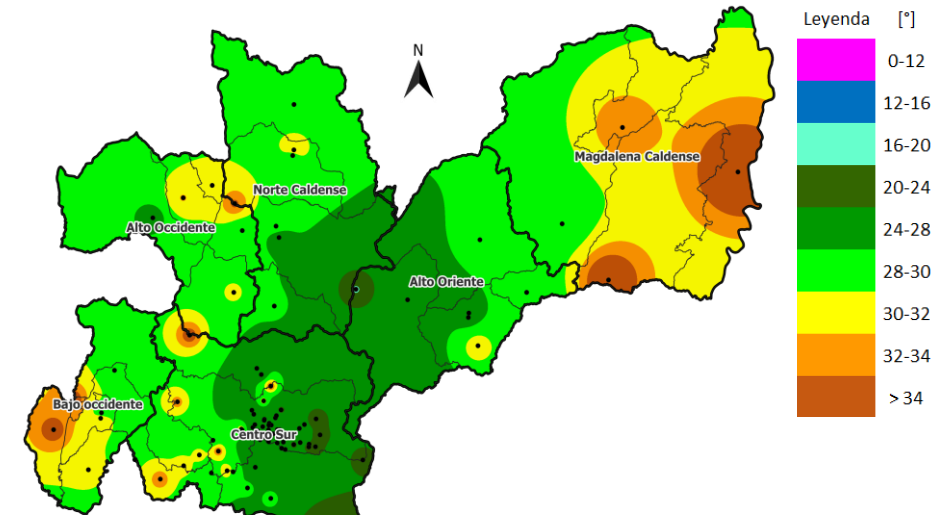 Leyenda [°]
N
0-12
12-16
16-20
20-24
24-28
28-30
30-32
32-34
> 34
Magdalena Caldense
Norte Caldense
Alto Occidente
Alto Oriente
Bajo occidente
Centro Sur